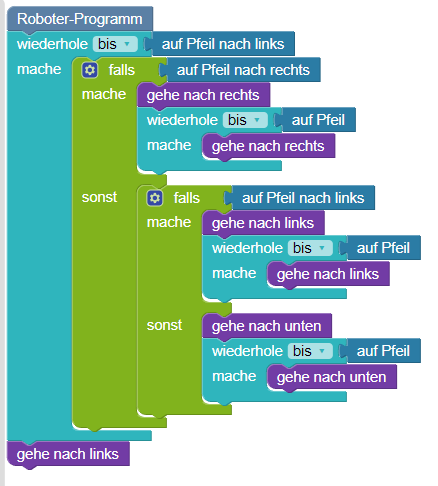 Roboter-Programm
wiederhole bis auf Pfeil nach links
mache falls auf Pfeil nach rechts
mache gehe nach rechts
wiederhole bis auf Pfeil
mache gehe nach rechts
sonst falls auf Pfeil nach links
mache gehe nach links
wiederhole bis auf Pfeil
mache gehe nach links
sonst gehe nach unten
wiederhole bis auf Pfeil
mache gehe nach unten
gehe nach links